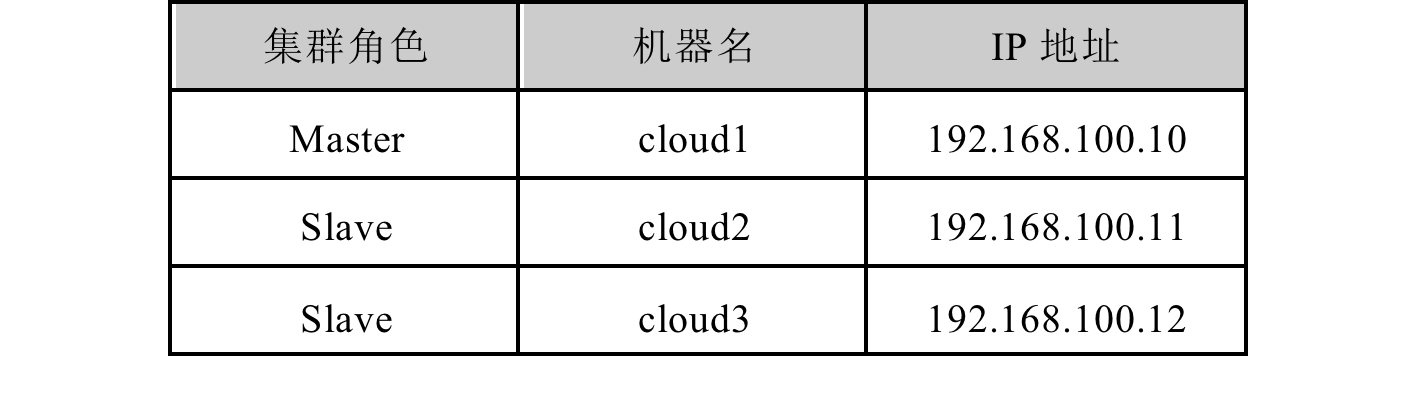 集群角色 机器名 IP 地址
Master cloud1 192.168.100.10
Slave cloud2 192.168.100.11
Slave cloud3 192.168.100.12